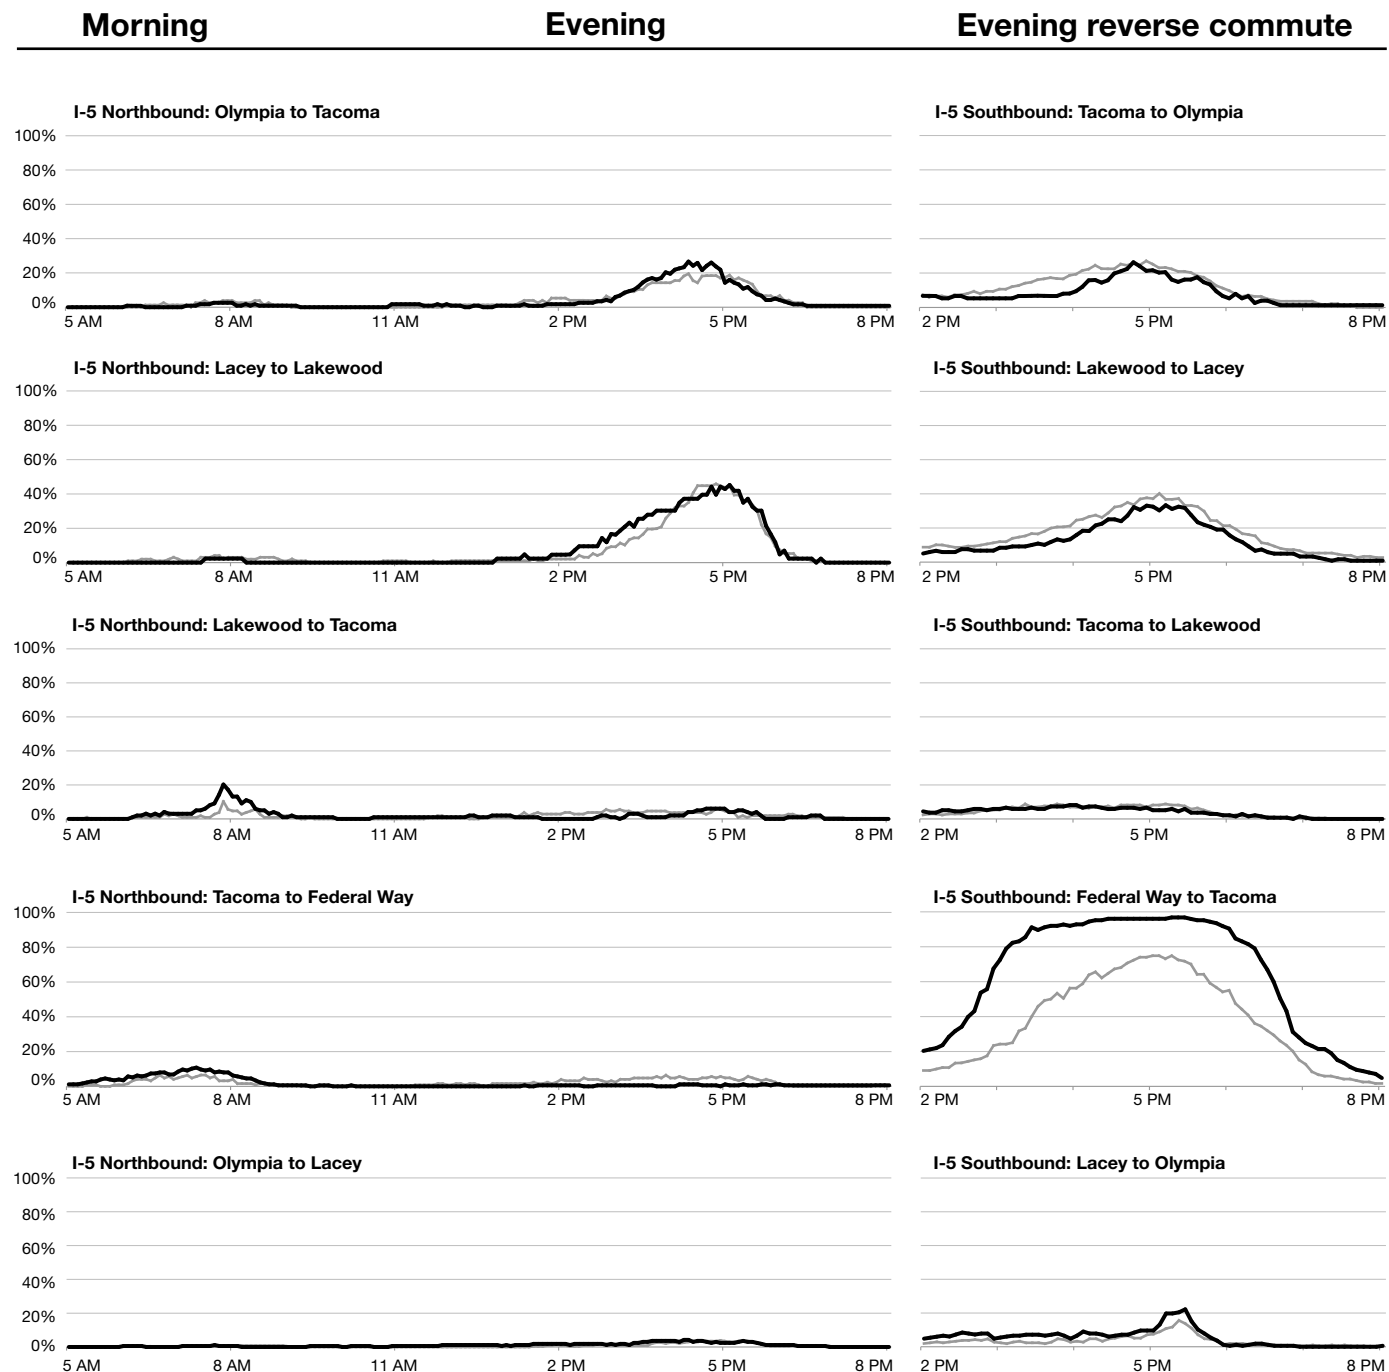 Morning Evening Evening reverse commute
I-5 Northbound: Olympia to Tacoma I-5 Southbound: Tacoma to Olympia
100%
80%
60%
40%
20%
0%
5 AM 8 AM 11 AM 2 PM 5 PM 8 PM 2 PM 5 PM 8 PM
I-5 Northbound: Lacey to Lakewood I-5 Southbound: Lakewood to Lacey
100%
80%
60%
40%
20%
0%
5 AM 8 AM 11 AM 2 PM 5 PM 8 PM 2 PM 5 PM 8 PM
I-5 Northbound: Lakewood to Tacoma I-5 Southbound: Tacoma to Lakewood
100%
80%
60%
40%
20%
0%
5 AM 8 AM 11 AM 2 PM 5 PM 8 PM 2 PM 5 PM 8 PM
I-5 Northbound: Tacoma to Federal Way I-5 Southbound: Federal Way to Tacoma
100%
80%
60%
40%
20%
0%
5 AM 8 AM 11 AM 2 PM 5 PM 8 PM 2 PM 5 PM 8 PM
I-5 Northbound: Olympia to Lacey I-5 Southbound: Lacey to Olympia
100%
80%
60%
40%
20%
0%
5 AM 8 AM 11 AM 2 PM 5 PM 8 PM 2 PM 5 PM 8 PM